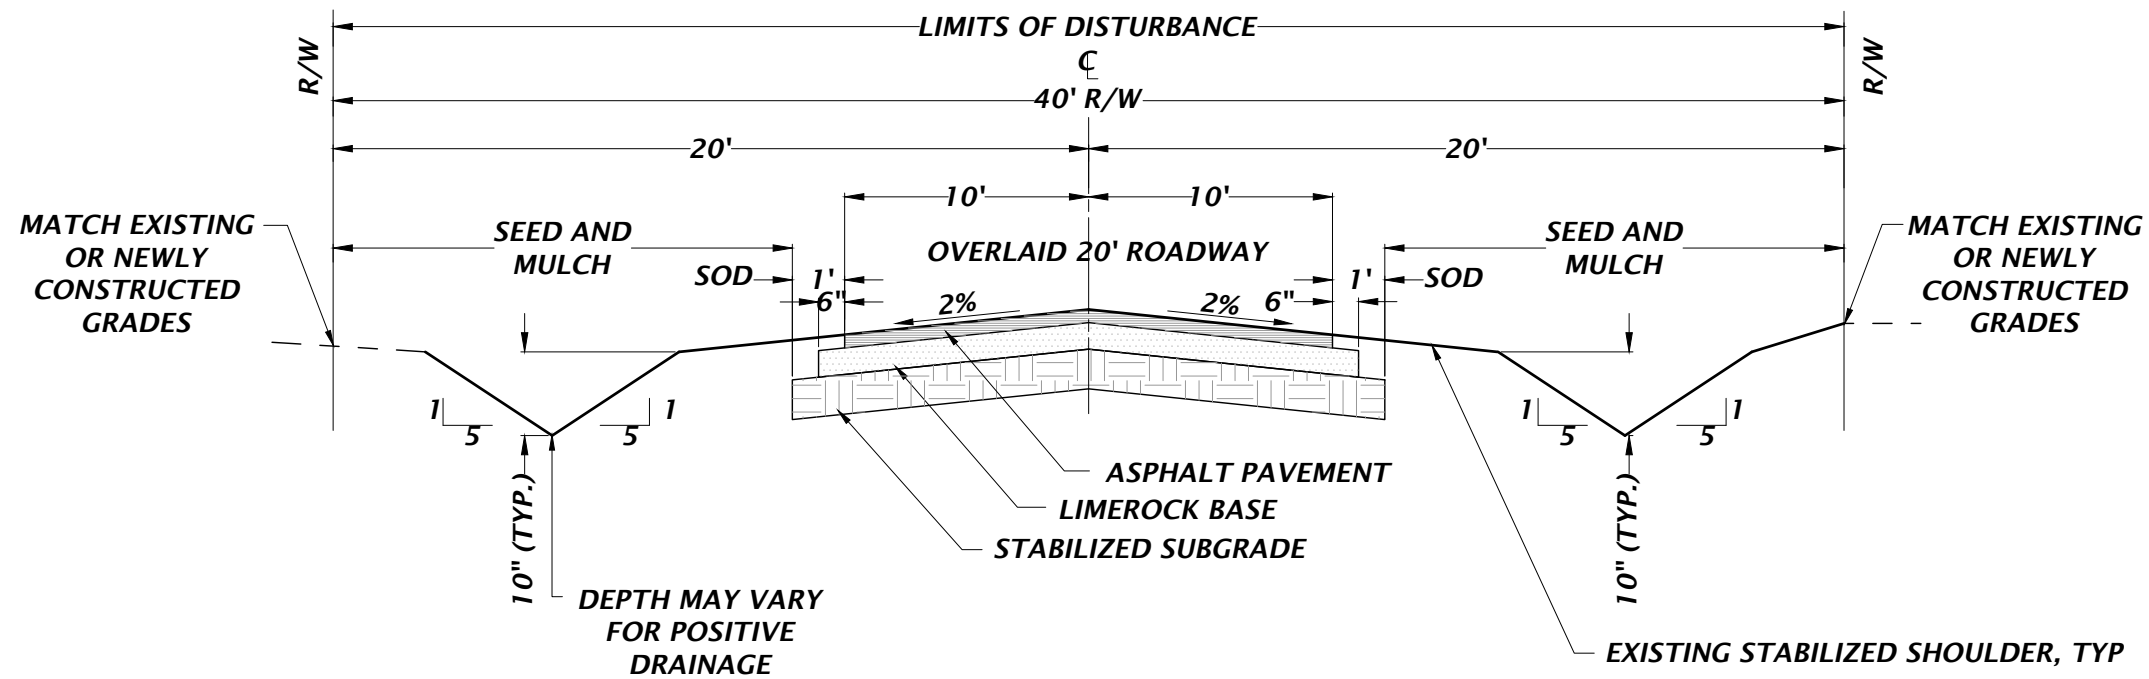 LIMITS OF DISTURBANCE
C
L
R/W
R/W
40' R/W
20'
20'
10'
10'
MATCH EXISTING
OR NEWLY
CONSTRUCTED
GRADES
SEED AND
MULCH
SOD
1'
6"
OVERLAID 20' ROADWAY
2%
2%
6"
1'
SOD
SEED AND
MULCH
MATCH EXISTING
OR NEWLY
CONSTRUCTED
GRADES
1
5
1
5
1
5
1
5
10" (TYP.)
10" (TYP.)
ASPHALT PAVEMENT
LIMEROCK BASE
STABILIZED SUBGRADE
DEPTH MAY VARY
FOR POSITIVE
DRAINAGE
EXISTING STABILIZED SHOULDER, TYP